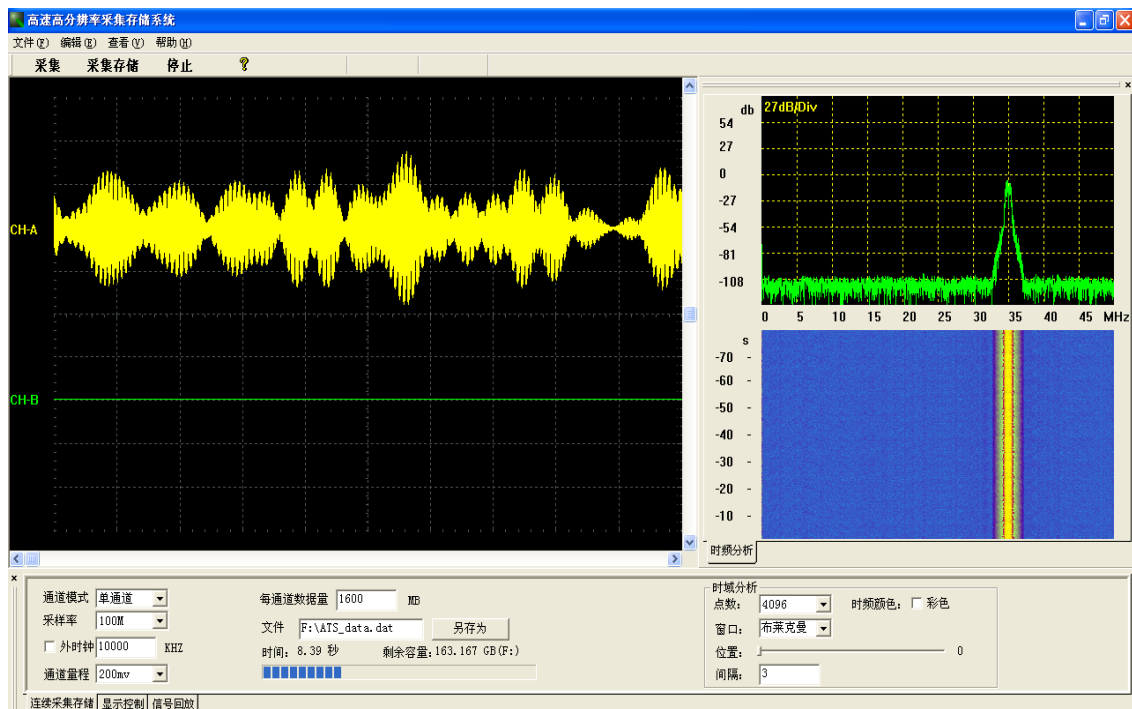 高速高分辨率采集存储系统
文件(F) 编辑(E) 查看(V) 帮助(H)
采集 采集存储 停止 ?
CH-A
CH-B
db 27dB/Div
54
27
0
-27
-54
-81
-108
0 5 10 15 20 25 30 35 40 45 MHz
s
-70 -
-60 -
-50 -
-40 -
-30 -
-20 -
-10 -
时频分析
通道模式 单通道
采样率 100M
外时钟 10000 KHZ
通道量程 200mv
每通道数据量 1600 MB
文件 F:\ATS_data.dat 另存为
时间: 8.39 秒 剩余容量:163.167 GB(F:)
时域分析
点数: 4096 时频颜色: 彩色
窗口: 布莱克曼
位置: 0
间隔: 3
连续采集存储 显示控制 信号回放